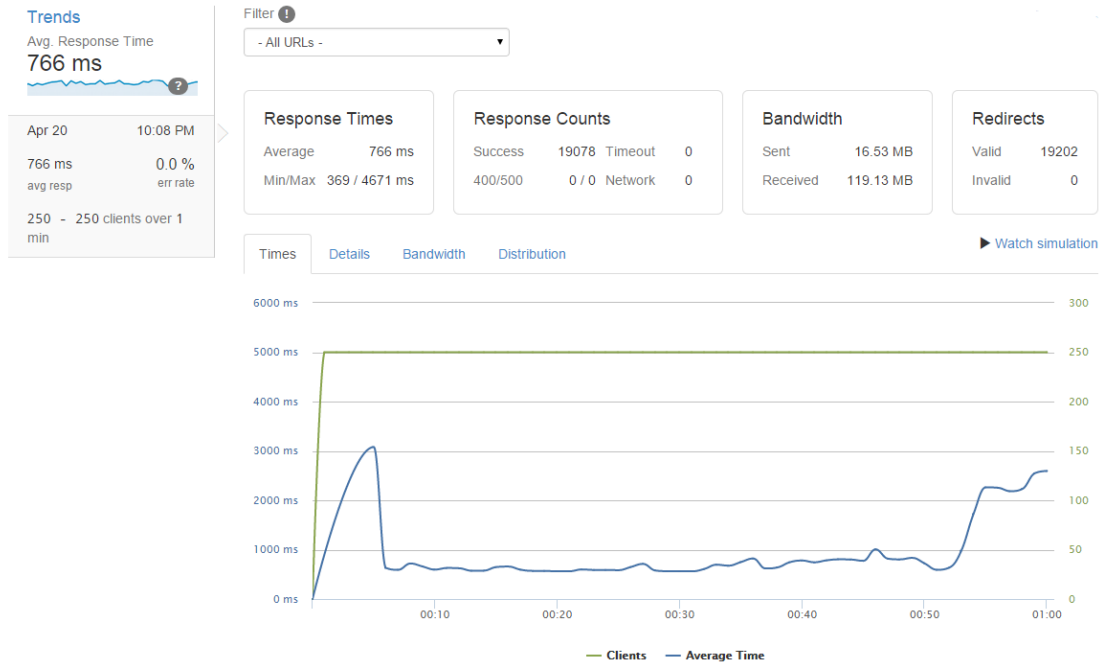 Trends
Avg. Response Time
766 ms
?
Apr 20 10:08 PM
766 ms 0.0 %
avg resp err rate
250 - 250 clients over 1
min
Filter !
- All URLs -
Response Times
Average 766 ms
Min/Max 369 / 4671 ms
Response Counts
Success 19078 Timeout 0
400/500 0 / 0 Network 0
Bandwidth
Sent 16.53 MB
Received 119.13 MB
Redirects
Valid 19202
Invalid 0
Times Details Bandwidth Distribution
Watch simulation
6000 ms 300
5000 ms 250
4000 ms 200
3000 ms 150
2000 ms 100
1000 ms 50
0 ms 0
00:10 00:20 00:30 00:40 00:50 01:00
Clients Average Time